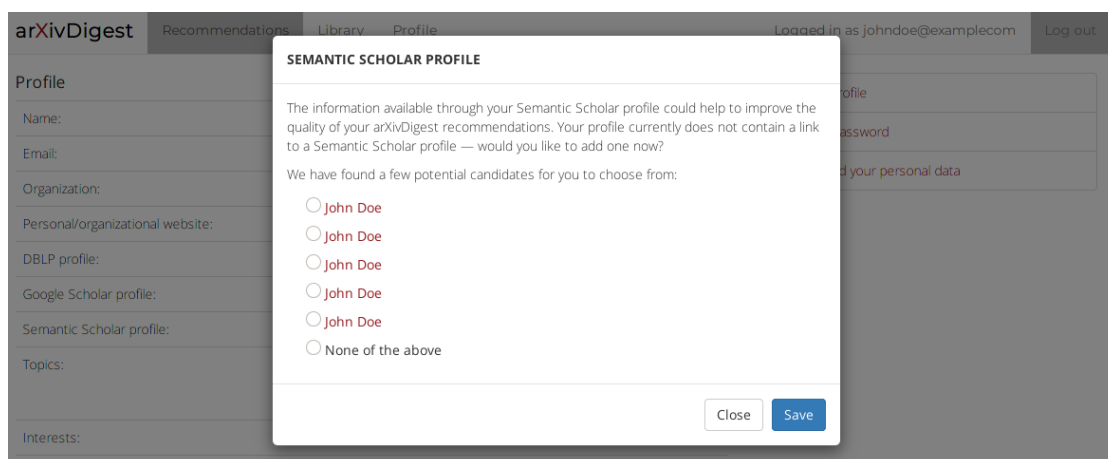 arXivDigest Recommendations Library Profile Logged in as johndoe@examplecom Log out
SEMANTIC SCHOLAR PROFILE
The information available through your Semantic Scholar profile could help to improve the
quality of your arXivDigest recommendations. Your profile currently does not contain a link
to a Semantic Scholar profile — would you like to add one now?
We have found a few potential candidates for you to choose from:
John Doe
John Doe
John Doe
John Doe
John Doe
None of the above
Close Save
Profile
Name:
Email:
Organization:
Personal/organizational website:
DBLP profile:
Google Scholar profile:
Semantic Scholar profile:
Topics:
Interests:
your personal data